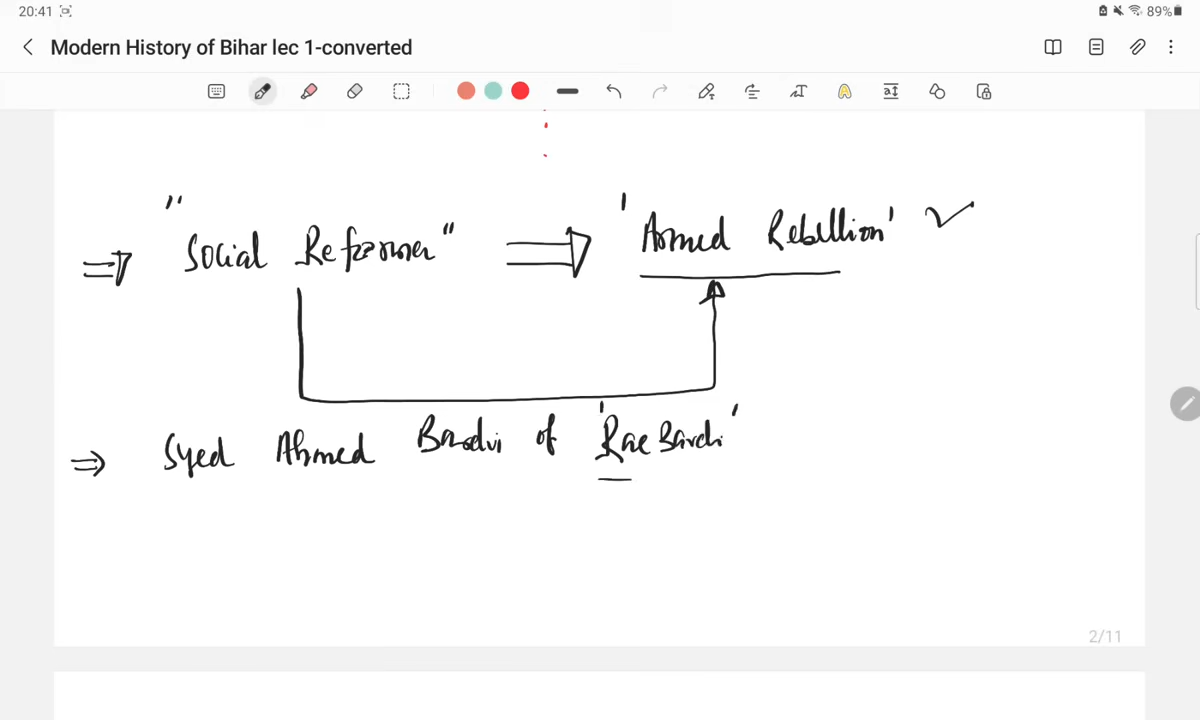 20:41 89%
Modern History of Bihar lec 1-converted
⇒ "Social Reformer" ⇒ 'Armed Rebellion' ✓
⇒ Syed Ahmed of 'Rae Bareli'
2/11